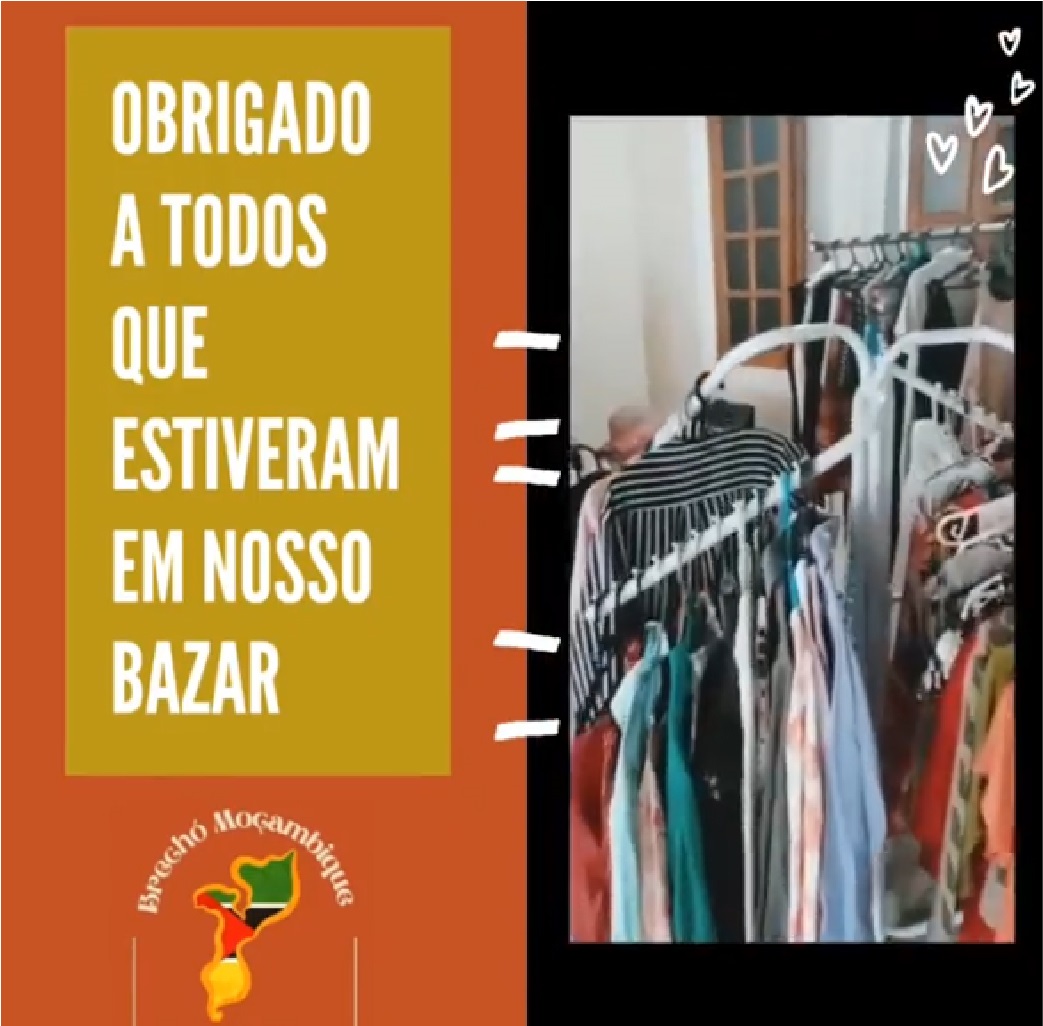 OBRIGADO
A TODOS
QUE
ESTIVERAM
EM NOSSO
BAZAR
Brechó Moçambique